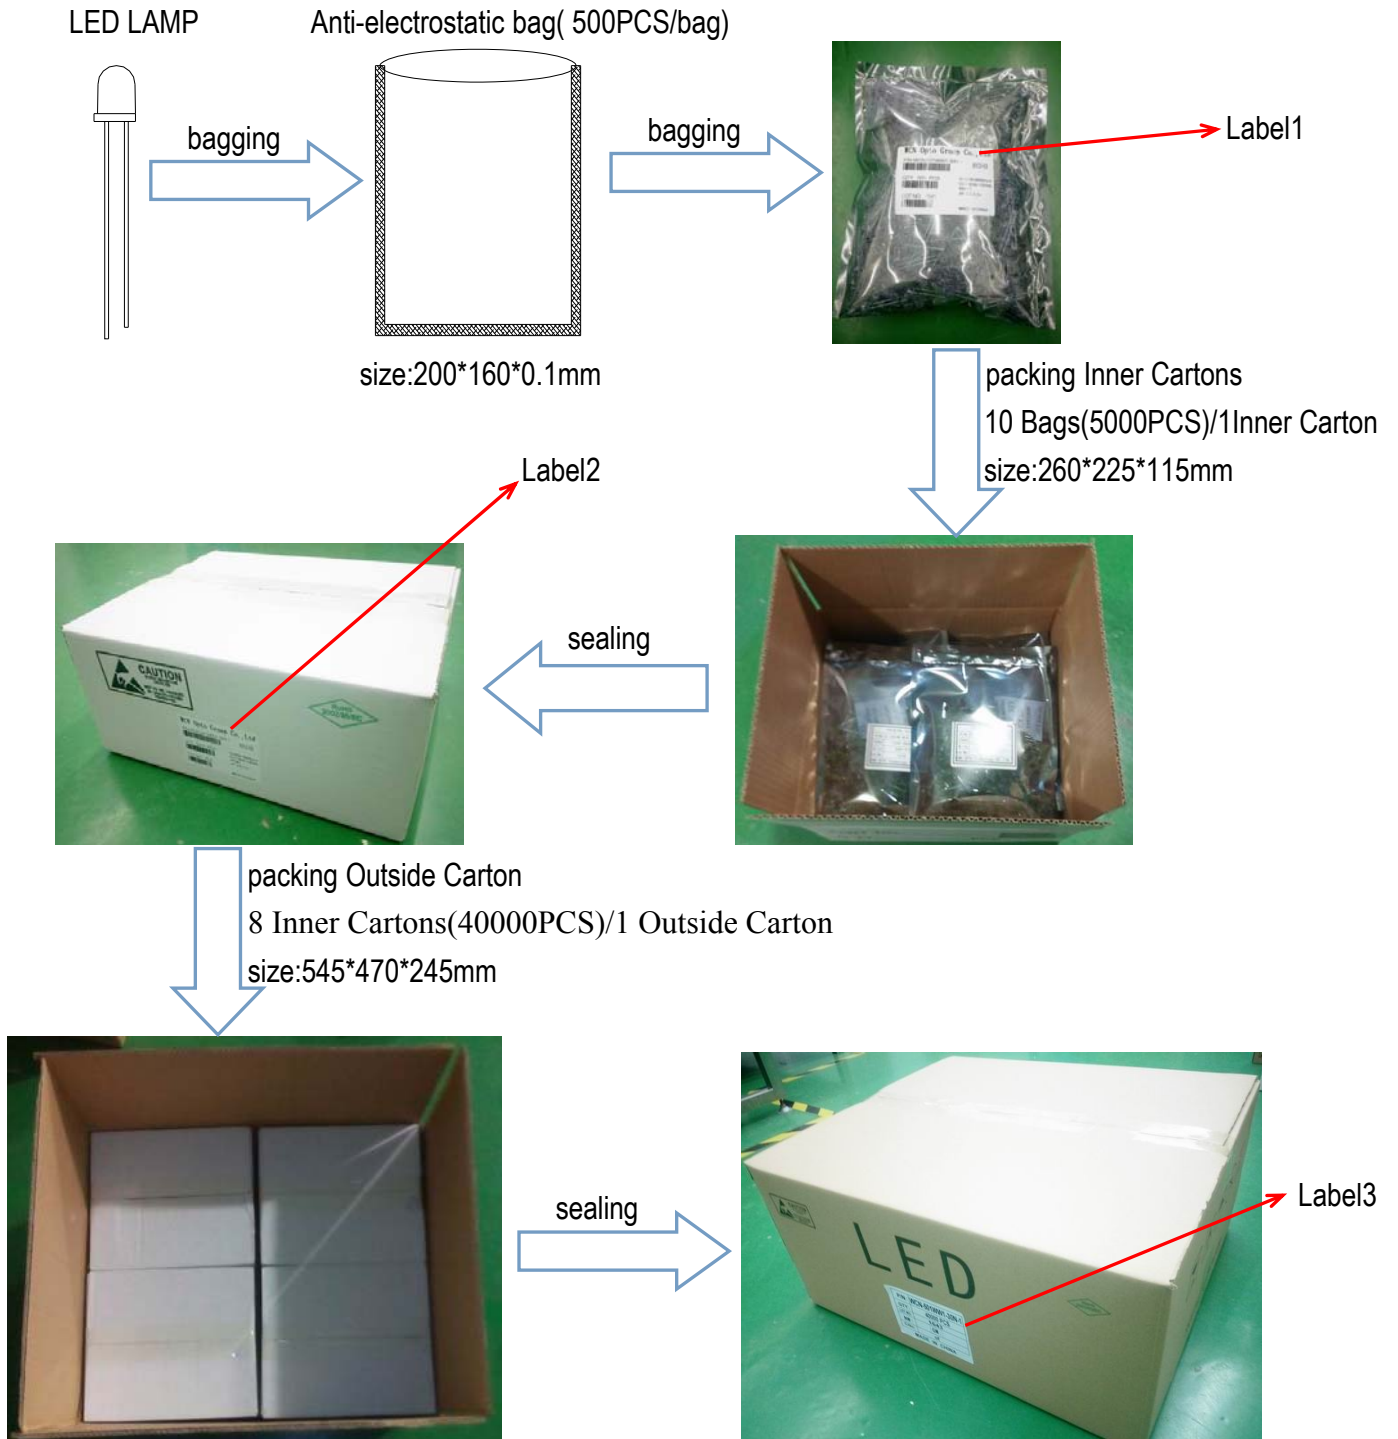 LED LAMP
Anti-electrostatic bag( 500PCS/bag)
bagging
bagging
Label1
size:200*160*0.1mm
packing Inner Cartons
10 Bags(5000PCS)/1Inner Carton
size:260*225*115mm
Label2
sealing
CAUTION
packing Outside Carton
8 Inner Cartons(40000PCS)/1 Outside Carton
size:545*470*245mm
sealing
Label3
LED